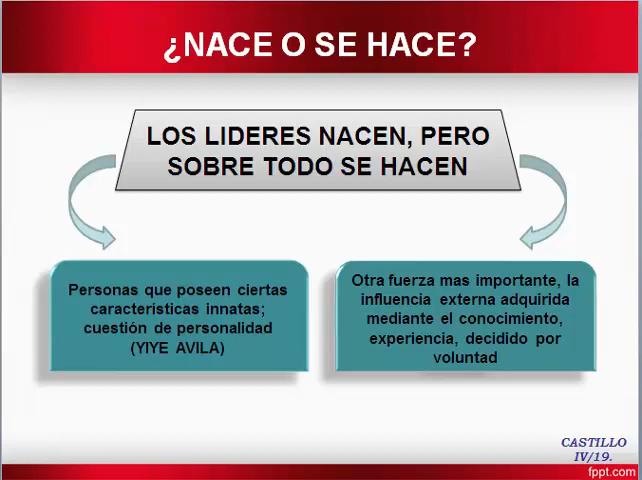 ¿NACE O SE HACE?
LOS LIDERES NACEN, PERO
SOBRE TODO SE HACEN
Personas que poseen ciertas
características innatas;
cuestión de personalidad
(YIYE AVILA)
Otra fuerza mas importante, la
influencia externa adquirida
mediante el conocimiento,
experiencia, decidido por
voluntad
CASTILLO
IV/19.
fppt.com